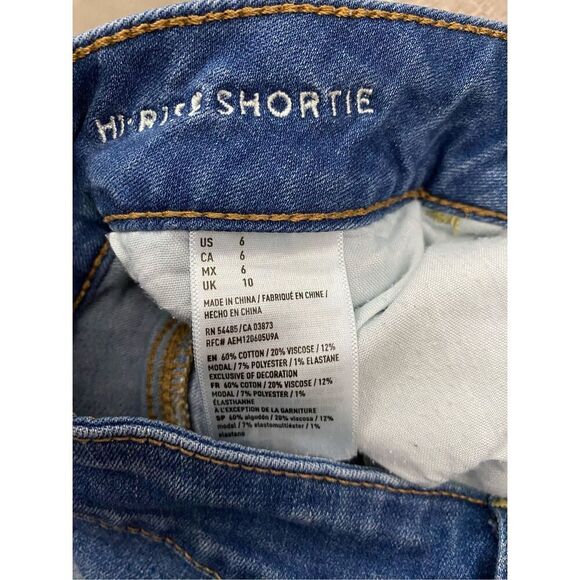 Hi·Rise SHORTIE
US 6
CA 6
MX 6
UK 10
MADE IN CHINA / FABRIQUÉ EN CHINE /
HECHO EN CHINA
RN 54485/CA 03873
RFC# AEM120605U9A
EN 60% COTTON / 20% VISCOSE / 12%
MODAL / 7% POLYESTER / 1% ELASTANE
EXCLUSIVE OF DECORATION
FR 60% COTON / 20% VISCOSE / 12%
MODAL / 7% POLYESTER / 1%
ÉLASTHANNE
À L'EXCEPTION DE LA GARNITURE
SP 60% algodón / 20% viscosa / 12%
modal / 7% elastomultiéster / 1%
elastano